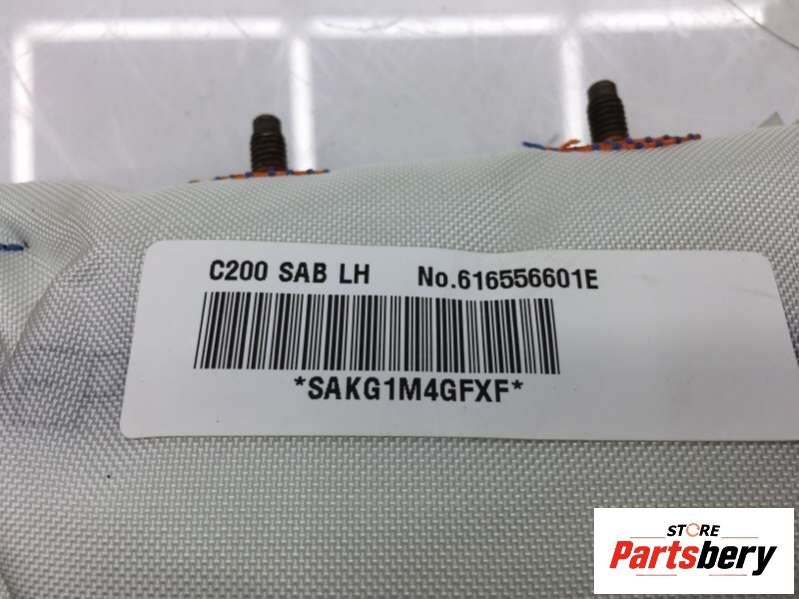 C200 SAB LH No.616556601E
*SAKG1M4GFXF*
STORE
Partsbery